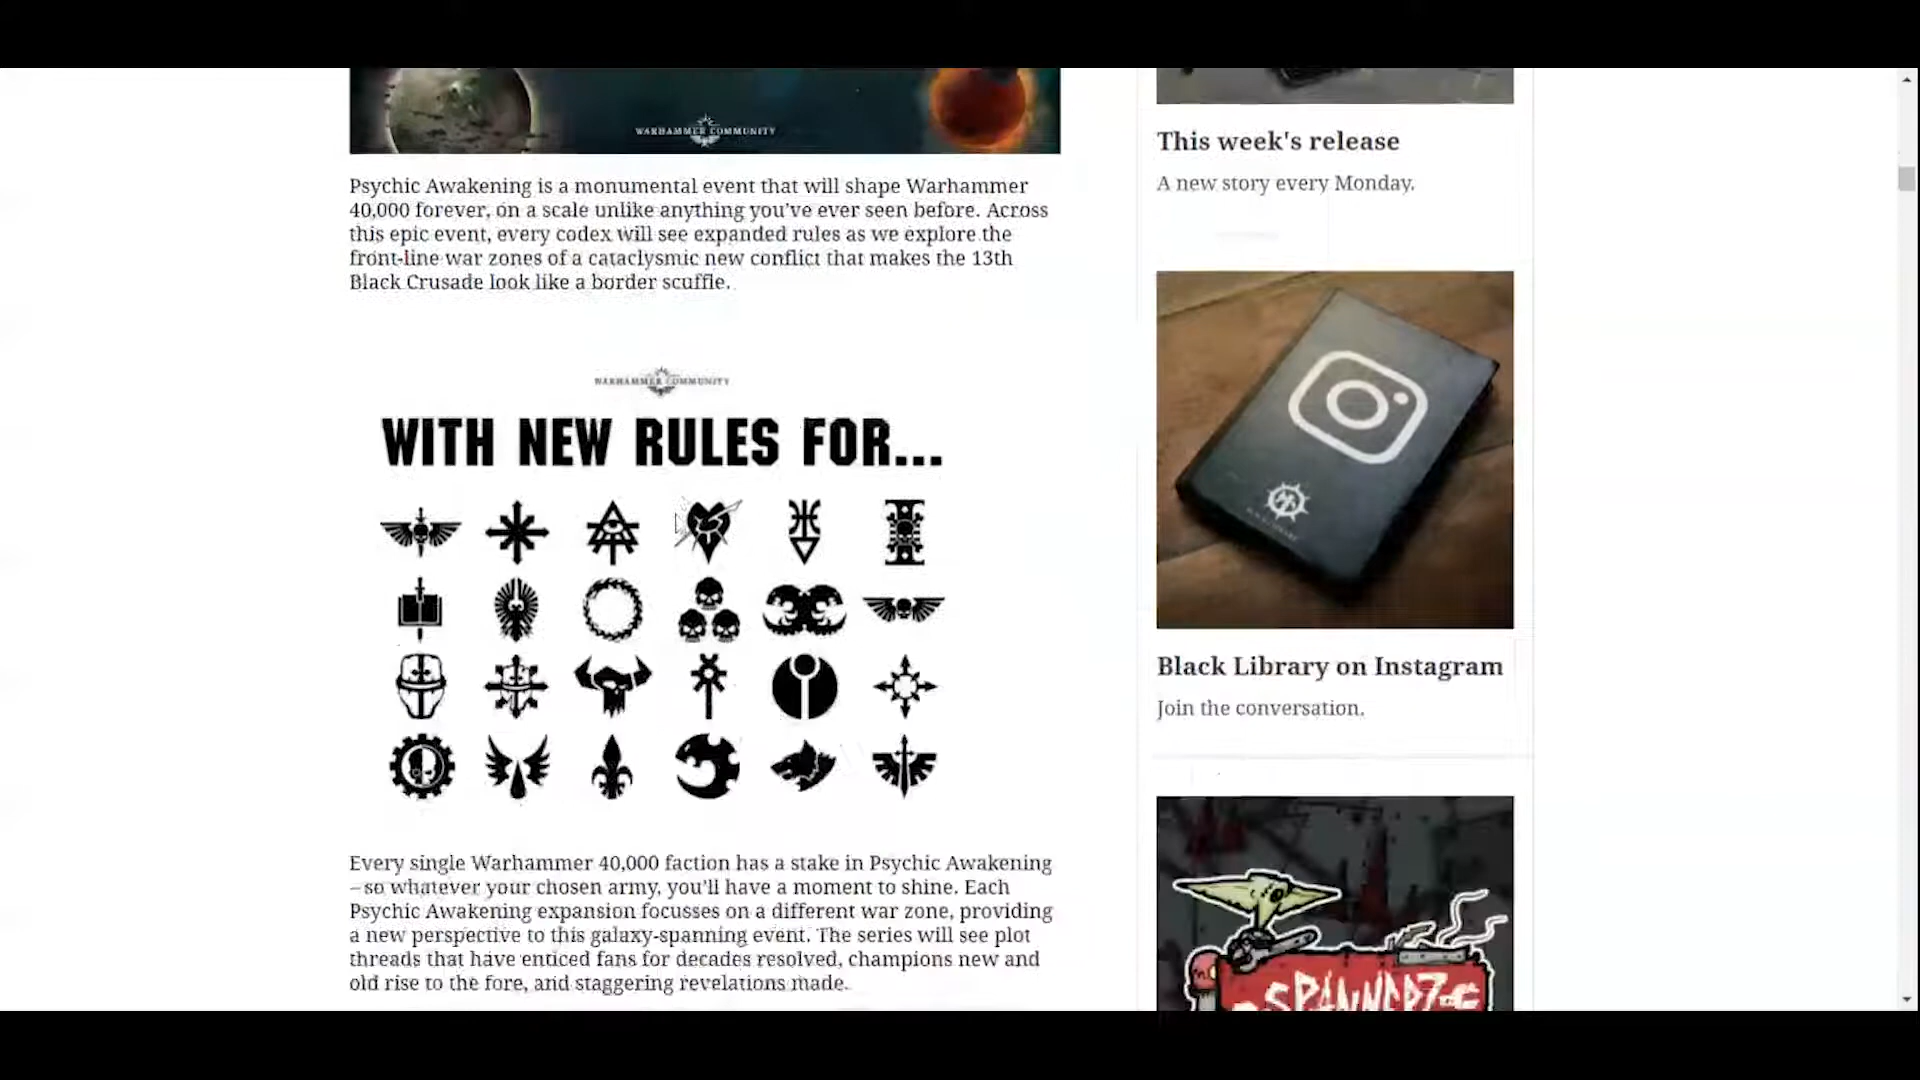 WARHAMMER COMMUNITY
Psychic Awakening is a monumental event that will shape Warhammer
40,000 forever, on a scale unlike anything you've ever seen before. Across
this epic event, every codex will see expanded rules as we explore the
front-line war zones of a cataclysmic new conflict that makes the 13th
Black Crusade look like a border scuffle.
WARHAMMER COMMUNITY
WITH NEW RULES FOR...
Every single Warhammer 40,000 faction has a stake in Psychic Awakening
– so whatever your chosen army, you'll have a moment to shine. Each
Psychic Awakening expansion focusses on a different war zone, providing
a new perspective to this galaxy-spanning event. The series will see plot
threads that have enticed fans for decades resolved, champions new and
old rise to the fore, and staggering revelations made.
This week's release
A new story every Monday.
Black Library on Instagram
Join the conversation.